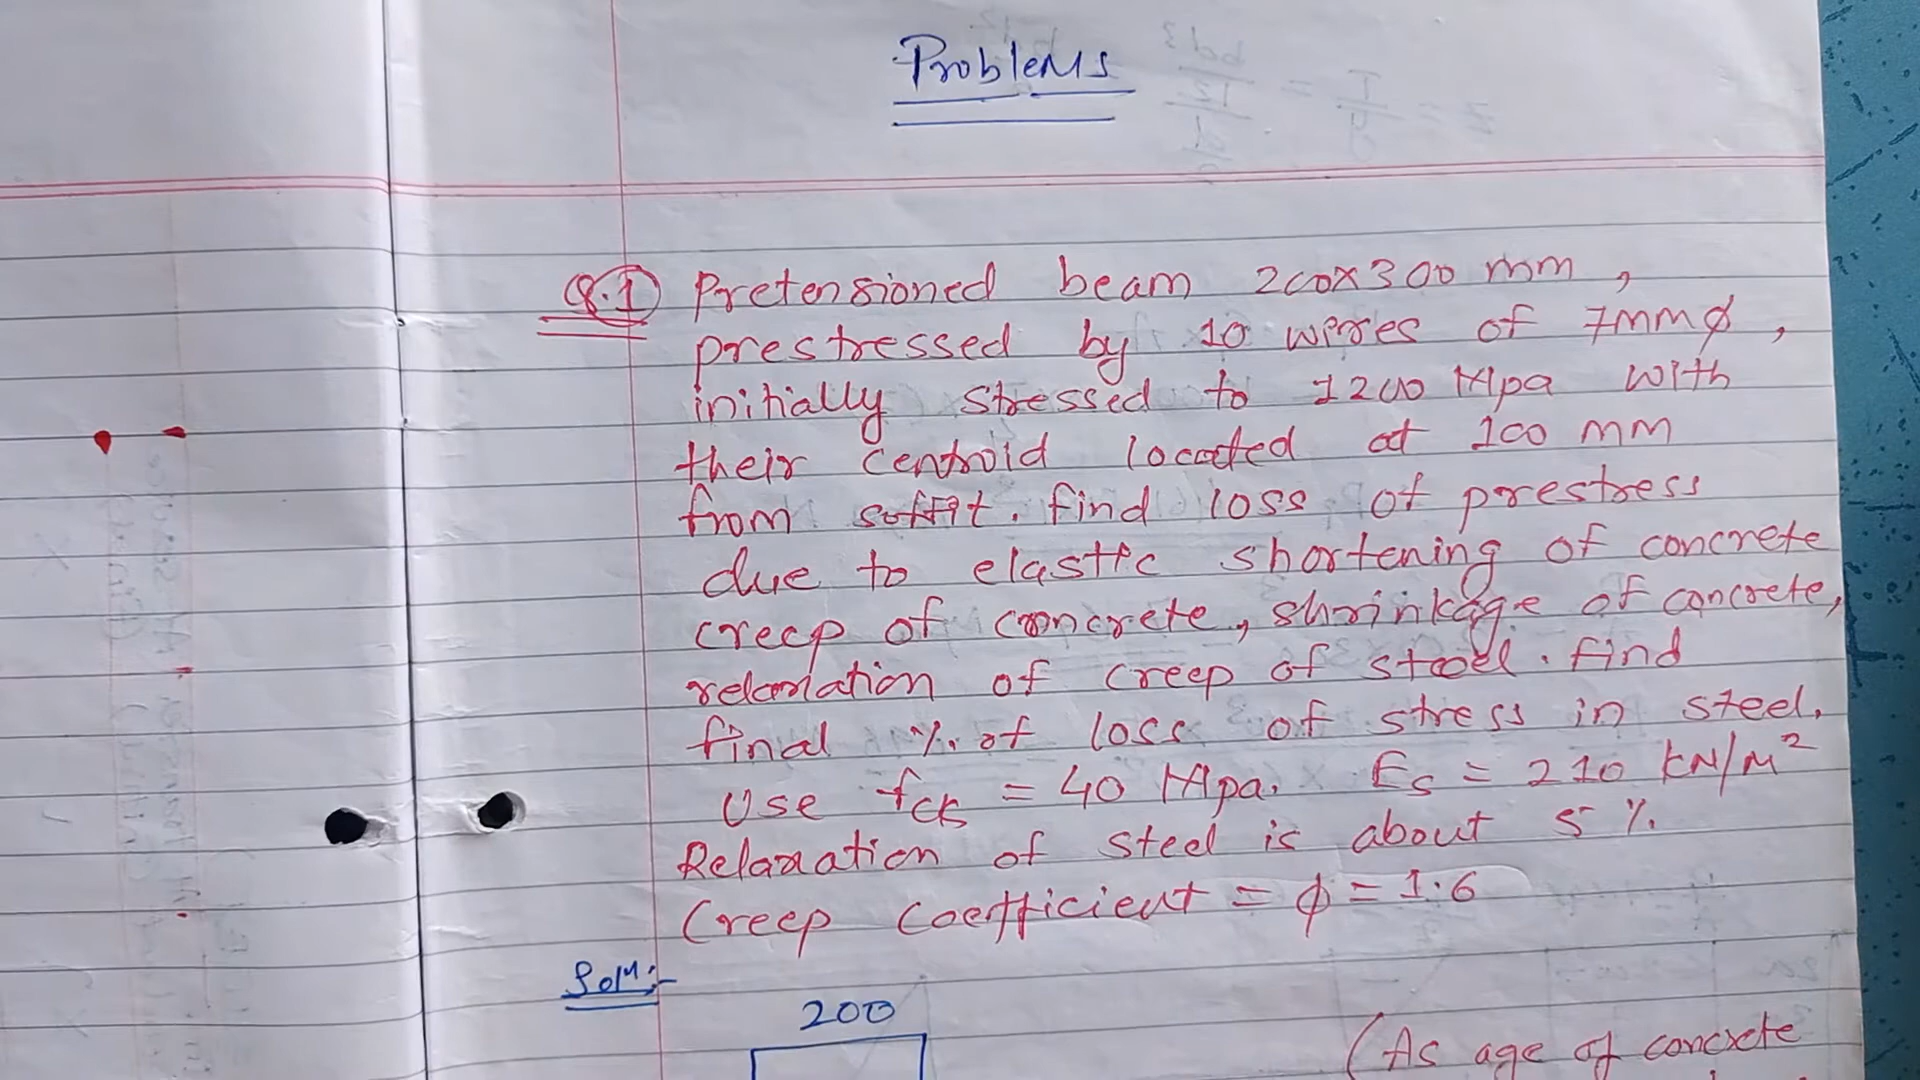 Problems
Q.1 Pretensioned beam 200x300 mm,
prestressed by 10 wires of 7mmϕ,
initially stressed to 1200 Mpa with
their centroid located at 100 mm
from soffit. find loss of prestress
due to elastic shortening of concrete
creep of concrete, shrinkage of concrete,
relaxation of creep of steel. find
final % of loss of stress in steel.
Use fck = 40 Mpa. Es = 210 kN/m²
Relaxation of steel is about 5%.
Creep coefficient = ϕ = 1.6
Solⁿ:-
200
(As age of concrete